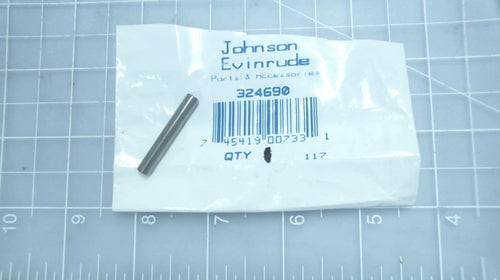 Johnson
Evinrude
Parts & Accessories
324690
7 45419 00733 1
QTY 117
10 9 8 7 6 5 4